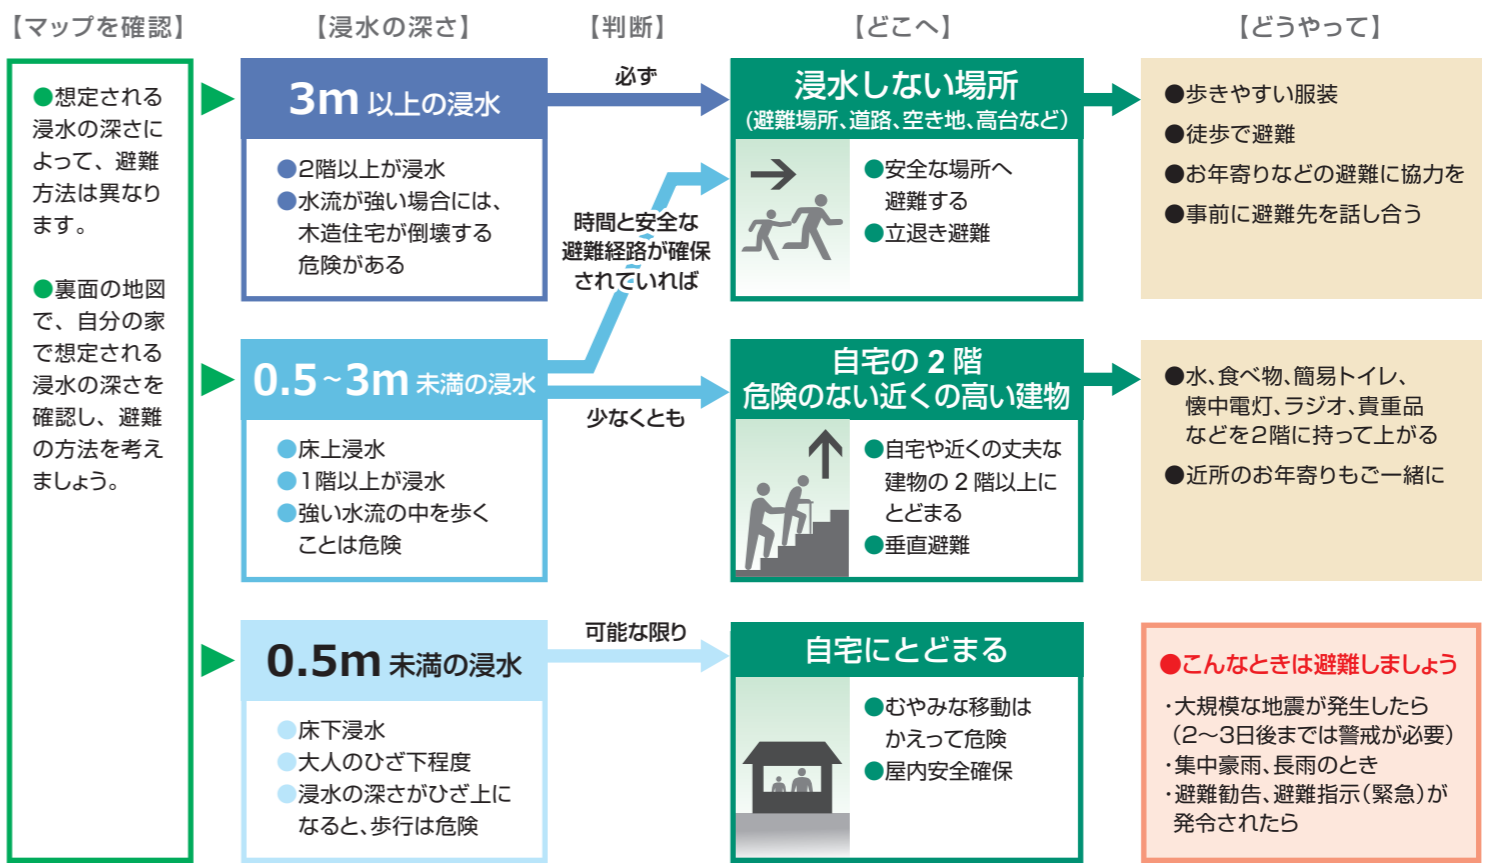 【マップを確認】
【浸水の深さ】
【判断】
【どこへ】
【どうやって】
●想定される
浸水の深さに
よって、避難
方法は異なり
ます。
●裏面の地図
で、自分の家
で想定される
浸水の深さを
確認し、避難
の方法を考え
ましょう。
3m 以上の浸水
●2階以上が浸水
●水流が強い場合には、
木造住宅が倒壊する
危険がある
必ず
浸水しない場所
(避難場所、道路、空き地、高台など)
●安全な場所へ
避難する
●立退き避難
●歩きやすい服装
●徒歩で避難
●お年寄りなどの避難に協力を
●事前に避難先を話し合う
時間と安全な
避難経路が確保
されていれば
0.5~3m 未満の浸水
●床上浸水
●1階以上が浸水
●強い水流の中を歩く
ことは危険
少なくとも
自宅の 2 階
危険のない近くの高い建物
●自宅や近くの丈夫な
建物の 2 階以上に
とどまる
●垂直避難
●水、食べ物、簡易トイレ、
懐中電灯、ラジオ、貴重品
などを2階に持って上がる
●近所のお年寄りもご一緒に
0.5m 未満の浸水
●床下浸水
●大人のひざ下程度
●浸水の深さがひざ上に
なると、歩行は危険
可能な限り
自宅にとどまる
●むやみな移動は
かえって危険
●屋内安全確保
●こんなときは避難しましょう
・大規模な地震が発生したら
(2〜3日後までは警戒が必要)
・集中豪雨、長雨のとき
・避難勧告、避難指示(緊急)が
発令されたら